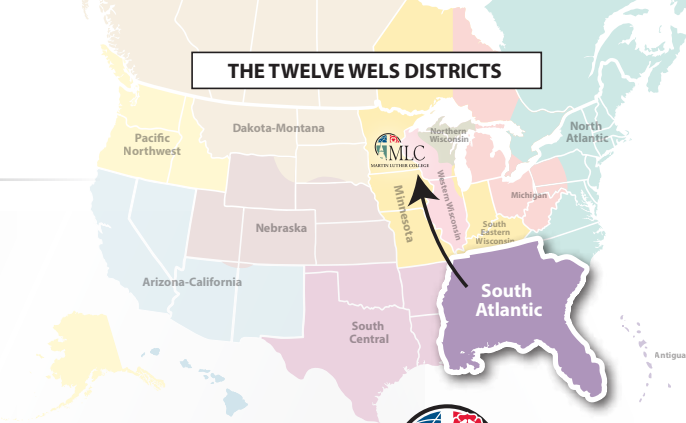 THE TWELVE WELS DISTRICTS
Pacific
Northwest
Dakota-Montana
MLC
MARTIN LUTHER COLLEGE
Northern
Wisconsin
North
Atlantic
Minnesota
Western Wisconsin
Michigan
Nebraska
South
Eastern
Wisconsin
Arizona-California
South
Atlantic
South
Central
Antigua